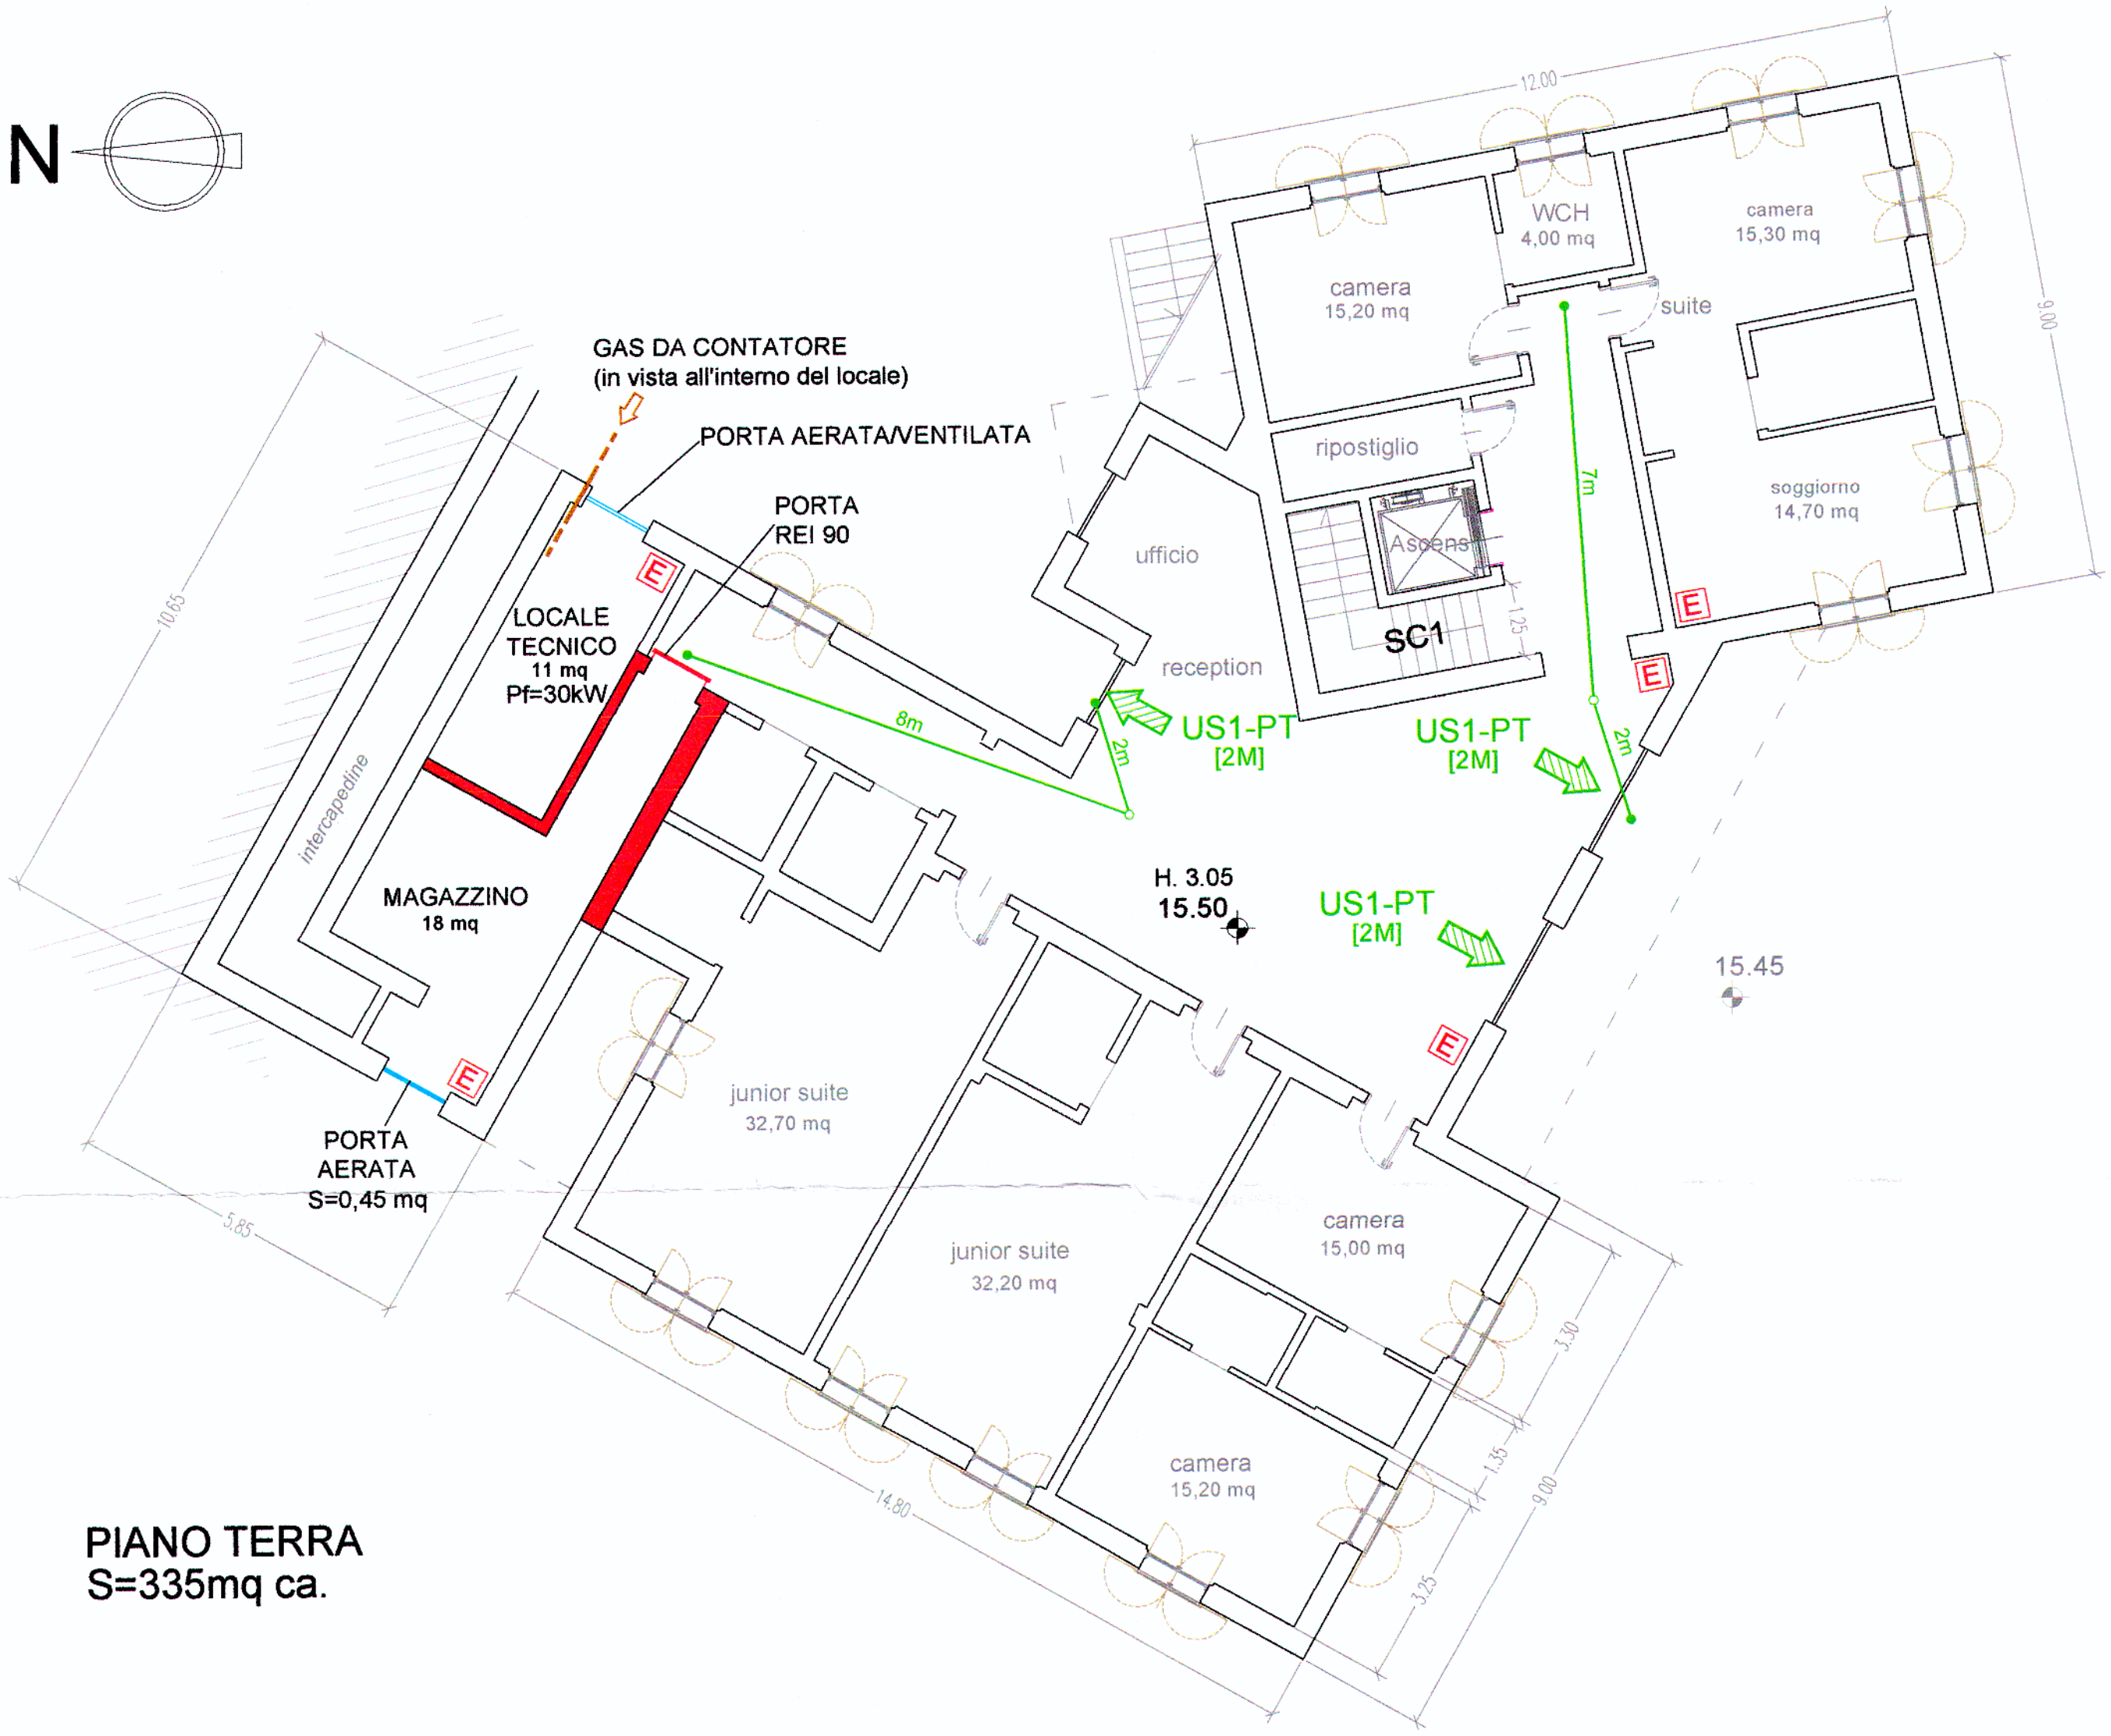 N
12.00
9.00
WCH
4,00 mq
camera
15,30 mq
camera
15,20 mq
suite
GAS DA CONTATORE
(in vista all'interno del locale)
PORTA AERATA/VENTILATA
ripostiglio
7m
soggiorno
14,70 mq
PORTA
REI 90
Ascens
ufficio
E
10.65
LOCALE
TECNICO
11 mq
Pf=30kW
E
1.25
SC1
reception
E
8m
2m
US1-PT
[2M]
US1-PT
[2M]
2m
intercapedine
MAGAZZINO
18 mq
H. 3.05
15.50
US1-PT
[2M]
15.45
E
E
junior suite
32,70 mq
PORTA
AERATA
S=0,45 mq
5.85
camera
15,00 mq
junior suite
32,20 mq
3.30
1.35
9.00
camera
15,20 mq
14.80
3.25
PIANO TERRA
S=335mq ca.